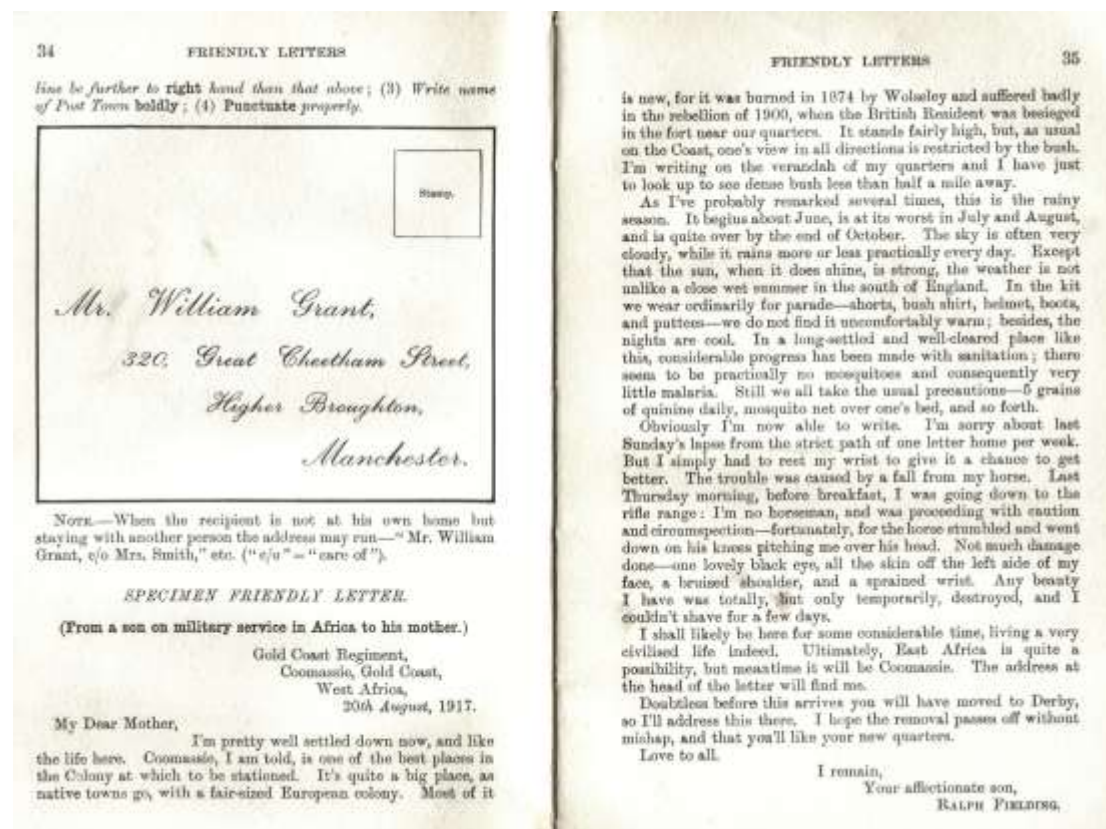 34
FRIENDLY LETTERS
line be further to right hand than that above; (3) Write name
of Post Town boldly; (4) Punctuate properly.
Stamp.
Mr. William Grant,
320, Great Cheetham Street,
Higher Broughton,
Manchester.
NOTE.—When the recipient is not at his own home but
staying with another person the address may run—“Mr. William
Grant, c/o Mrs. Smith,” etc. (“c/o” = “care of”).
SPECIMEN FRIENDLY LETTER.
(From a son on military service in Africa to his mother.)
Gold Coast Regiment,
Coomassie, Gold Coast,
West Africa,
20th August, 1917.
My Dear Mother,
I'm pretty well settled down now, and like
the life here. Coomassie, I am told, is one of the best places in
the Colony at which to be stationed. It's quite a big place, as
native towns go, with a fair-sized European colony. Most of it
FRIENDLY LETTERS
35
is new, for it was burned in 1874 by Wolseley and suffered badly
in the rebellion of 1900, when the British Resident was besieged
in the fort near our quarters. It stands fairly high, but, as usual
on the Coast, one's view in all directions is restricted by the bush.
I'm writing on the verandah of my quarters and I have just
to look up to see dense bush less than half a mile away.
As I've probably remarked several times, this is the rainy
season. It begins about June, is at its worst in July and August,
and is quite over by the end of October. The sky is often very
cloudy, while it rains more or less practically every day. Except
that the sun, when it does shine, is strong, the weather is not
unlike a close wet summer in the south of England. In the kit
we wear ordinarily for parade—shorts, bush shirt, helmet, boots,
and puttees—we do not find it uncomfortably warm; besides, the
nights are cool. In a long-settled and well-cleared place like
this, considerable progress has been made with sanitation; there
seem to be practically no mosquitoes and consequently very
little malaria. Still we all take the usual precautions—5 grains
of quinine daily, mosquito net over one's bed, and so forth.
Obviously I'm now able to write. I'm sorry about last
Sunday's lapse from the strict path of one letter home per week.
But I simply had to rest my wrist to give it a chance to get
better. The trouble was caused by a fall from my horse. Last
Thursday morning, before breakfast, I was going down to the
rifle range: I'm no horseman, and was proceeding with caution
and circumspection—fortunately, for the horse stumbled and went
down on his knees pitching me over his head. Not much damage
done—one lovely black eye, all the skin off the left side of my
face, a bruised shoulder, and a sprained wrist. Any beauty
I have was totally, but only temporarily, destroyed, and I
couldn't shave for a few days.
I shall likely be here for some considerable time, living a very
civilised life indeed. Ultimately, East Africa is quite a
possibility, but meantime it will be Coomassie. The address at
the head of the letter will find me.
Doubtless before this arrives you will have moved to Derby,
so I'll address this there. I hope the removal passes off without
mishap, and that you'll like your new quarters.
Love to all.
I remain,
Your affectionate son,
RALPH FIELDING.